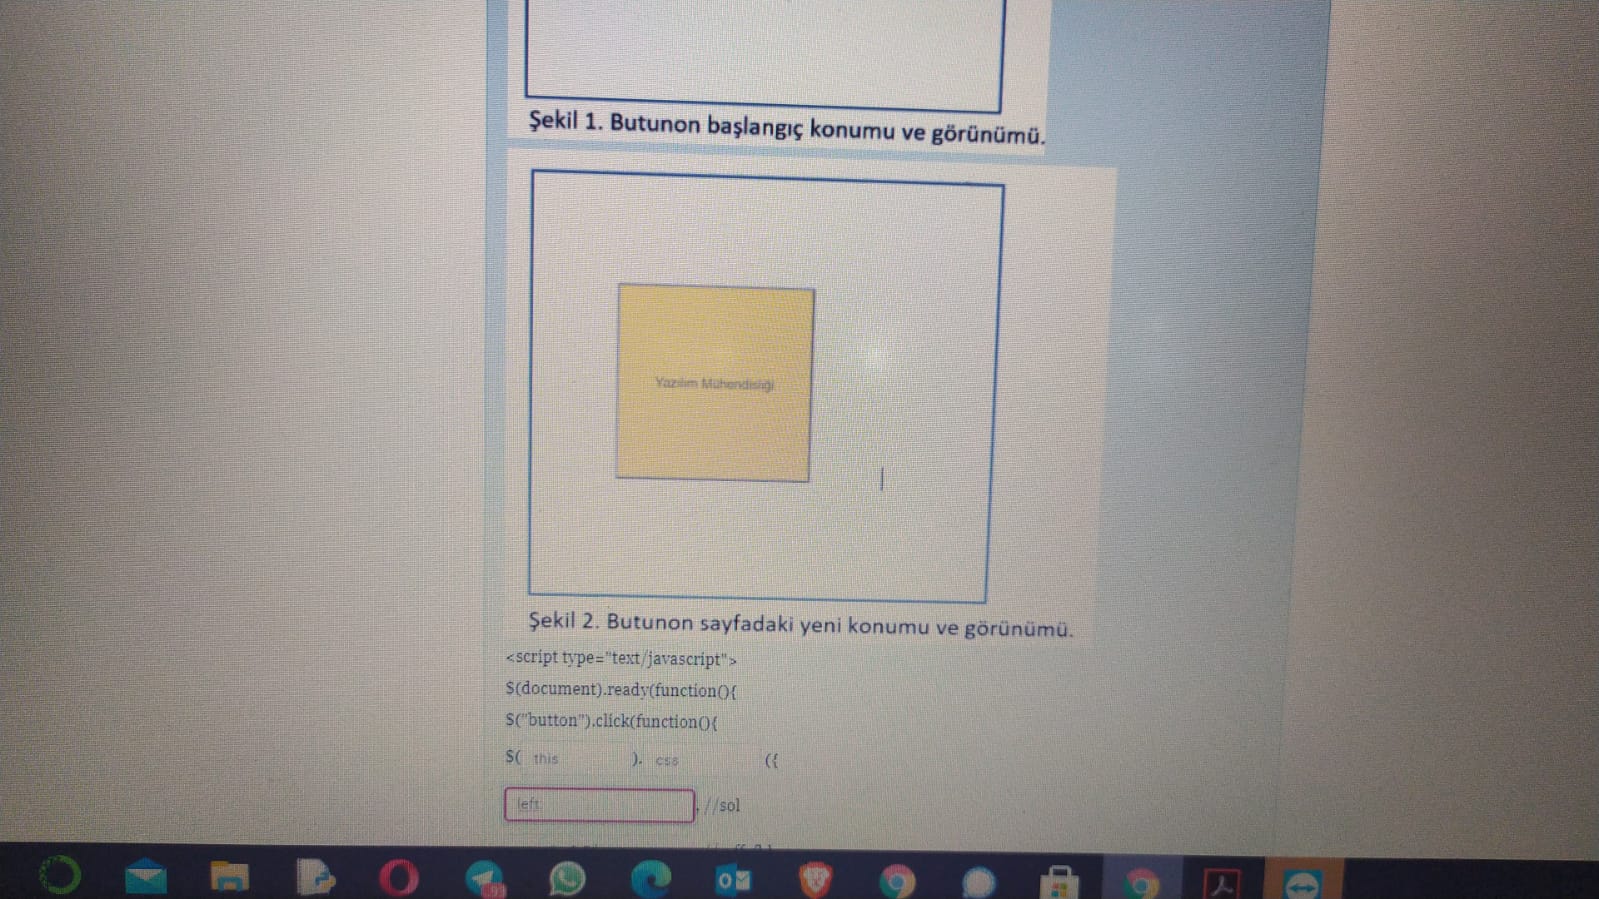 Şekil 1. Butunon başlangıç konumu ve görünümü.
Yazılım Mühendisliği
Şekil 2. Butunon sayfadaki yeni konumu ve görünümü.
<script type="text/javascript">
$(document).ready(function(){
$("button").click(function(){
$( this ). css ({
left: , //sol